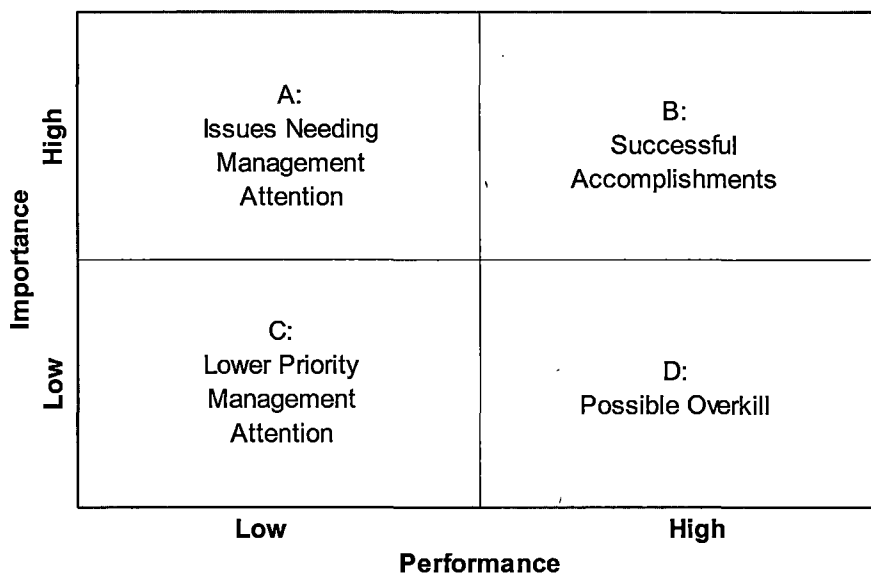 A:
Issues Needing
Management
Attention
B:
Successful
Accomplishments
High
Importance
C:
Lower Priority
Management
Attention
D:
Possible Overkill
Low
Low
High
Performance